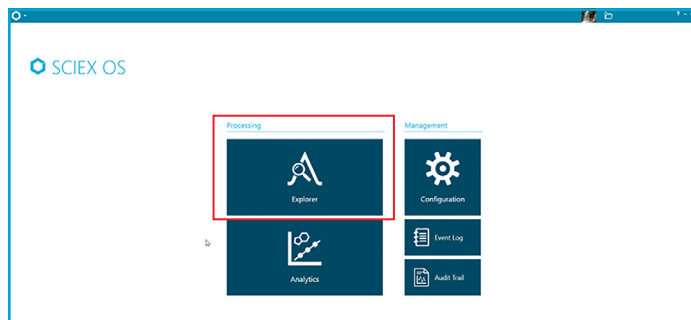 SCIEX OS
Processing
Management
Explorer
Configuration
Analytics
Event Log
Audit Trail